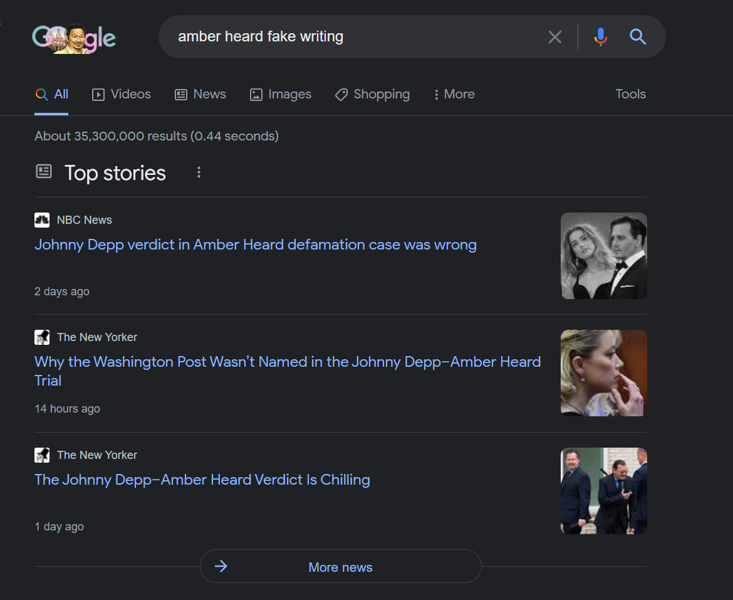 Google
amber heard fake writing
All
Videos
News
Images
Shopping
More
Tools
About 35,300,000 results (0.44 seconds)
Top stories
NBC News
Johnny Depp verdict in Amber Heard defamation case was wrong
2 days ago
The New Yorker
Why the Washington Post Wasn’t Named in the Johnny Depp–Amber Heard
Trial
14 hours ago
The New Yorker
The Johnny Depp–Amber Heard Verdict Is Chilling
1 day ago
More news